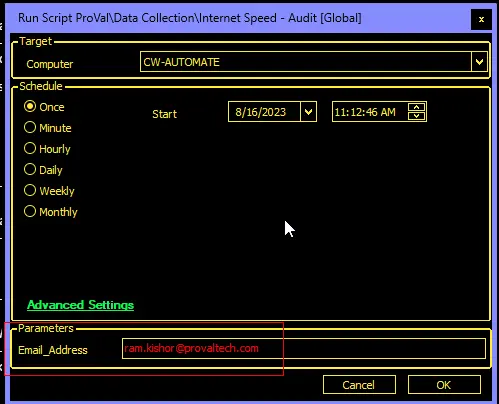 Run Script ProVal\Data Collection\Internet Speed - Audit [Global]
x
Target
Computer CW-AUTOMATE
Schedule
Once Start 8/16/2023 11:12:46 AM
Minute
Hourly
Daily
Weekly
Monthly
Advanced Settings
Parameters
Email_Address ram.kishor@provaltech.com
Cancel OK